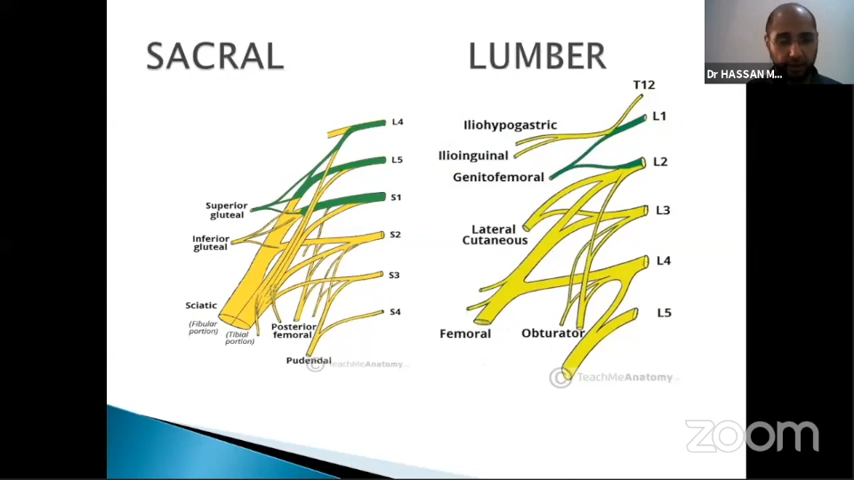 SACRAL
LUMBER
Dr HASSAN M...
L4
L5
S1
Superior
gluteal
S2
Inferior
gluteal
S3
Sciatic
(Fibular
portion)
(Tibial
portion)
S4
Posterior
femoral
Pudendal
© TeachMeAnatomy
T12
L1
Iliohypogastric
Ilioinguinal
L2
Genitofemoral
L3
Lateral
Cutaneous
L4
L5
Femoral
Obturator
© TeachMeAnatomy
zoom